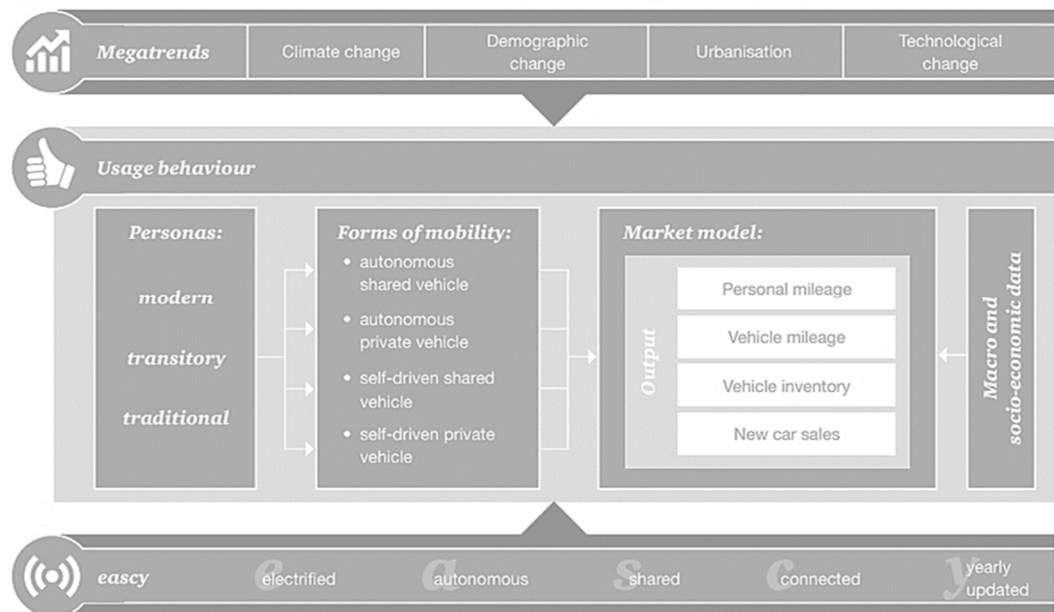 Megatrends
Climate change
Demographic
change
Urbanisation
Technological
change
Usage behaviour
Personas:
modern
transitory
traditional
Forms of mobility:
• autonomous
shared vehicle
• autonomous
private vehicle
• self-driven shared
vehicle
• self-driven private
vehicle
Market model:
Output
Personal mileage
Vehicle mileage
Vehicle inventory
New car sales
Macro and
socio-economic data
eascy
e electrified
a autonomous
s shared
c connected
y yearly
updated